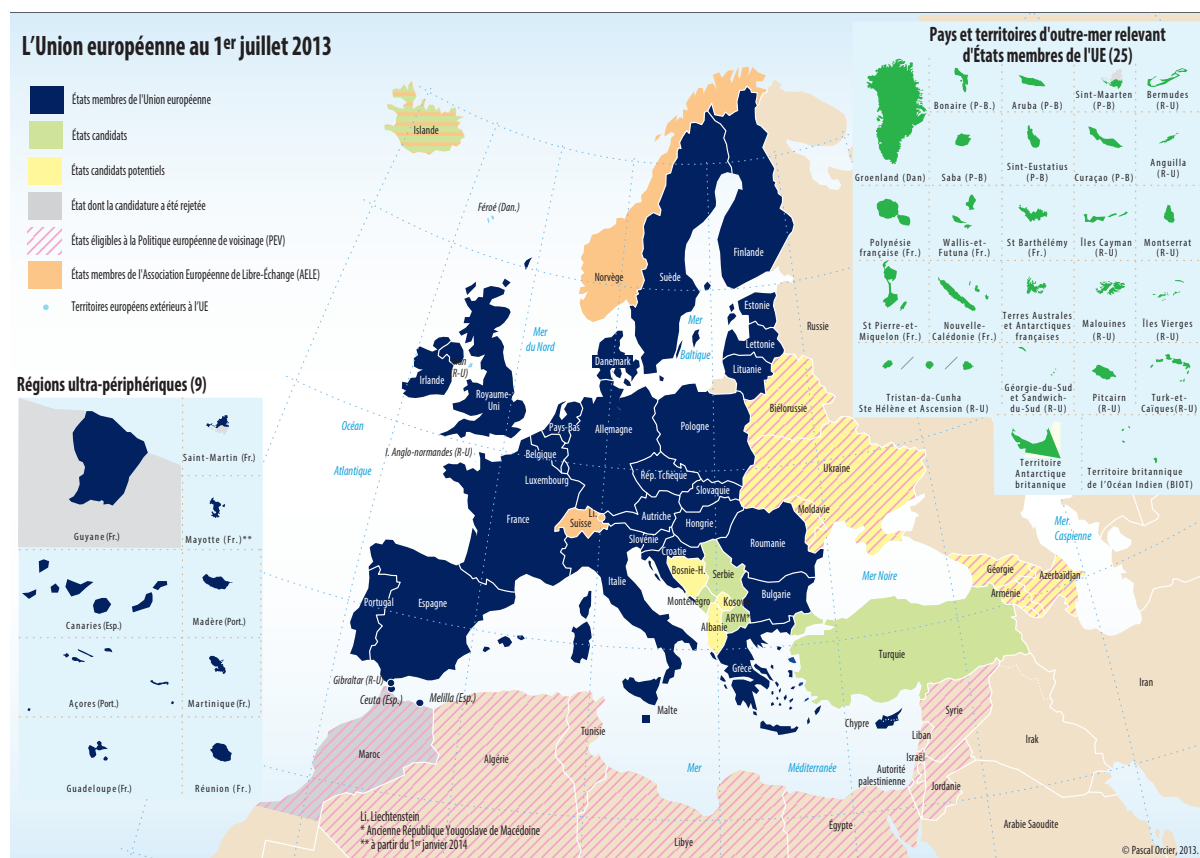 L'Union européenne au 1er juillet 2013
États membres de l'Union européenne
États candidats
États candidats potentiels
État dont la candidature a été rejetée
États éligibles à la Politique européenne de voisinage (PEV)
États membres de l'Association Européenne de Libre-Échange (AELE)
Territoires européens extérieurs à l'UE
Régions ultra-périphériques (9)
Guyane (Fr.)
Saint-Martin (Fr.)
Mayotte (Fr.)**
Canaries (Esp.)
Madère (Port.)
Açores (Port.)
Martinique (Fr.)
Guadeloupe (Fr.)
Réunion (Fr.)
Pays et territoires d'outre-mer relevant
d'États membres de l'UE (25)
Groenland (Dan)
Bonaire (P-B.)
Aruba (P-B)
Sint-Maarten
(P-B)
Bermudes
(R-U)
Saba (P-B)
Sint-Eustatius
(P-B)
Curaçao (P-B)
Anguilla
(R-U)
Polynésie
française (Fr.)
Wallis-et-
Futuna (Fr.)
St Barthélémy
(Fr.)
Îles Cayman
(R-U)
Montserrat
(R-U)
St Pierre-et-
Miquelon (Fr.)
Nouvelle-
Calédonie (Fr.)
Terres Australes
et Antarctiques
françaises
Malouines
(R-U)
Îles Vierges
(R-U)
Tristan-da-Cunha
Ste Hélène et Ascension (R-U)
Géorgie-du-Sud
et Sandwich-
du-Sud (R-U)
Pitcairn
(R-U)
Turk-et-
Caïques(R-U)
Territoire
Antarctique
britannique
Territoire britannique
de l'Océan Indien (BIOT)
Islande
Féroé (Dan.)
Norvège
Suède
Finlande
Russie
Estonie
Lettonie
Lituanie
Mer
Baltique
Mer
du Nord
Danemark
(R-U)
Irlande
Royaume-
Uni
Océan
Atlantique
I. Anglo-normandes (R-U)
Pays-Bas
Belgique
Luxembourg
Allemagne
Pologne
Biélorussie
Ukraine
Moldavie
Rép. Tchèque
Slovaquie
Autriche
Hongrie
Li.
Suisse
France
Slovénie
Croatie
Roumanie
Bosnie-H.
Serbie
Italie
Monténégro
Kosovo
ARYM*
Albanie
Bulgarie
Grèce
Mer Noire
Mer
Caspienne
Géorgie
Arménie
Azerbaïdjan
Turquie
Portugal
Espagne
Gibraltar (R-U)
Ceuta (Esp.)
Melilla (Esp.)
Malte
Chypre
Syrie
Liban
Israël
Autorité
palestinienne
Jordanie
Irak
Iran
Arabie Saoudite
Maroc
Algérie
Tunisie
Libye
Égypte
Mer
Méditerranée
Li. Liechtenstein
* Ancienne République Yougoslave de Macédoine
** à partir du 1er janvier 2014
© Pascal Orcier, 2013.